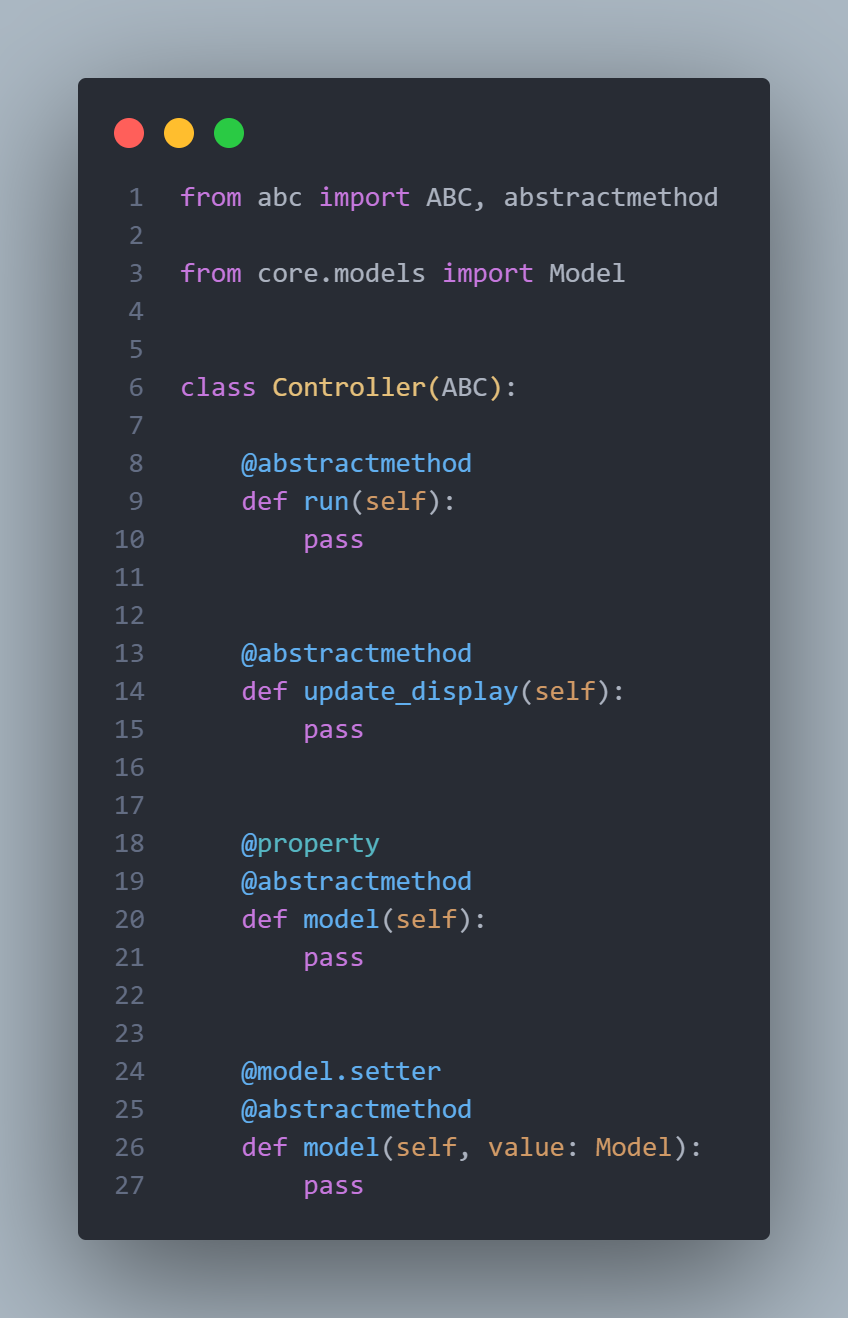 1 from abc import ABC, abstractmethod
2
3 from core.models import Model
4
5
6 class Controller(ABC):
7
8     @abstractmethod
9     def run(self):
10         pass
11
12
13     @abstractmethod
14     def update_display(self):
15         pass
16
17
18     @property
19     @abstractmethod
20     def model(self):
21         pass
22
23
24     @model.setter
25     @abstractmethod
26     def model(self, value: Model):
27         pass